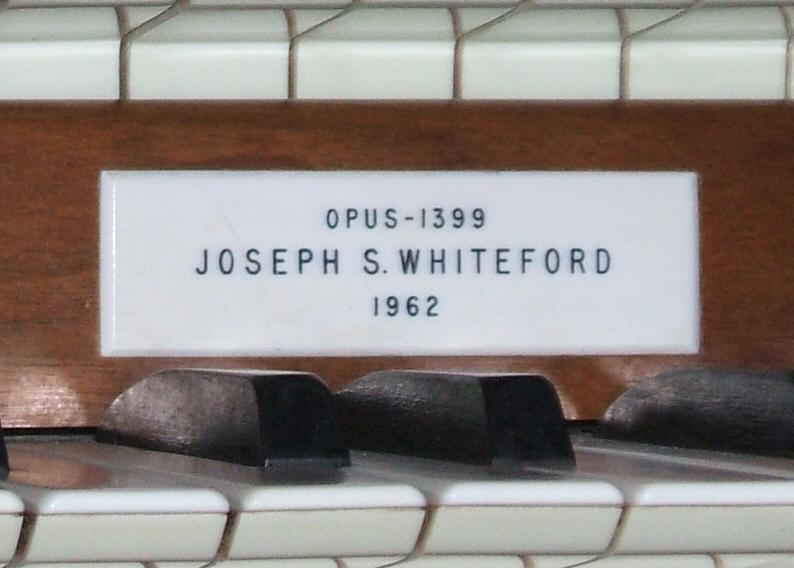 OPUS-1399
JOSEPH S. WHITEFORD
1962